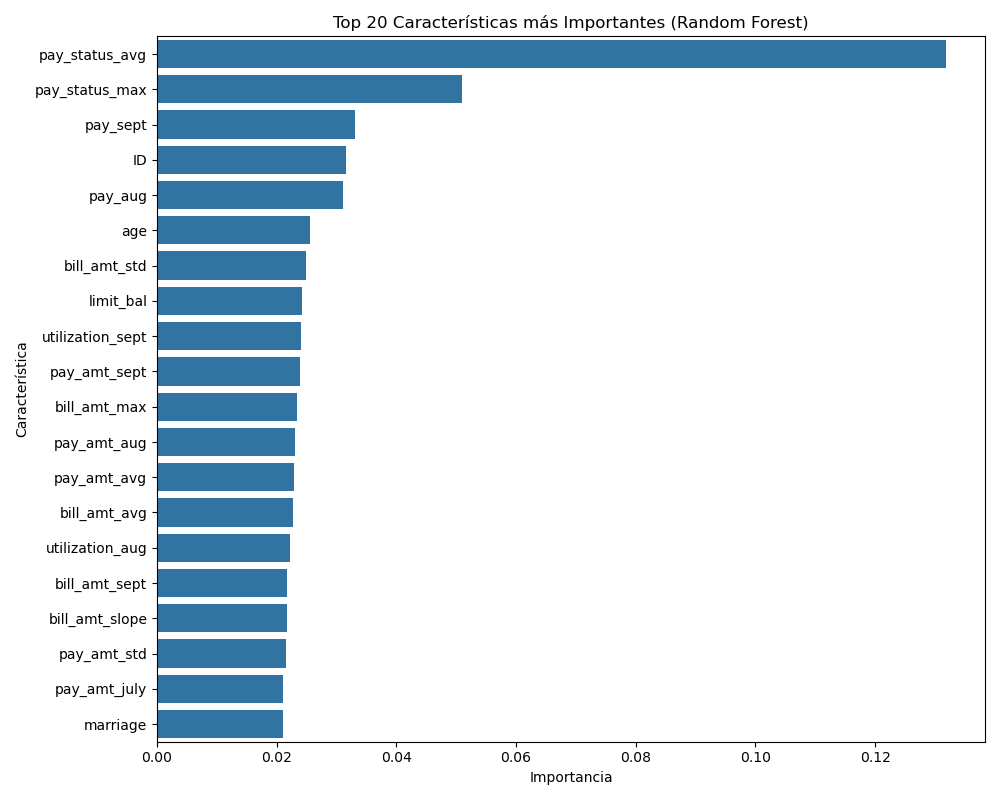 Top 20 Características más Importantes (Random Forest)
pay_status_avg
pay_status_max
pay_sept
ID
pay_aug
age
bill_amt_std
limit_bal
utilization_sept
pay_amt_sept
bill_amt_max
pay_amt_aug
pay_amt_avg
bill_amt_avg
utilization_aug
bill_amt_sept
bill_amt_slope
pay_amt_std
pay_amt_july
marriage
Característica
0.00 0.02 0.04 0.06 0.08 0.10 0.12
Importancia